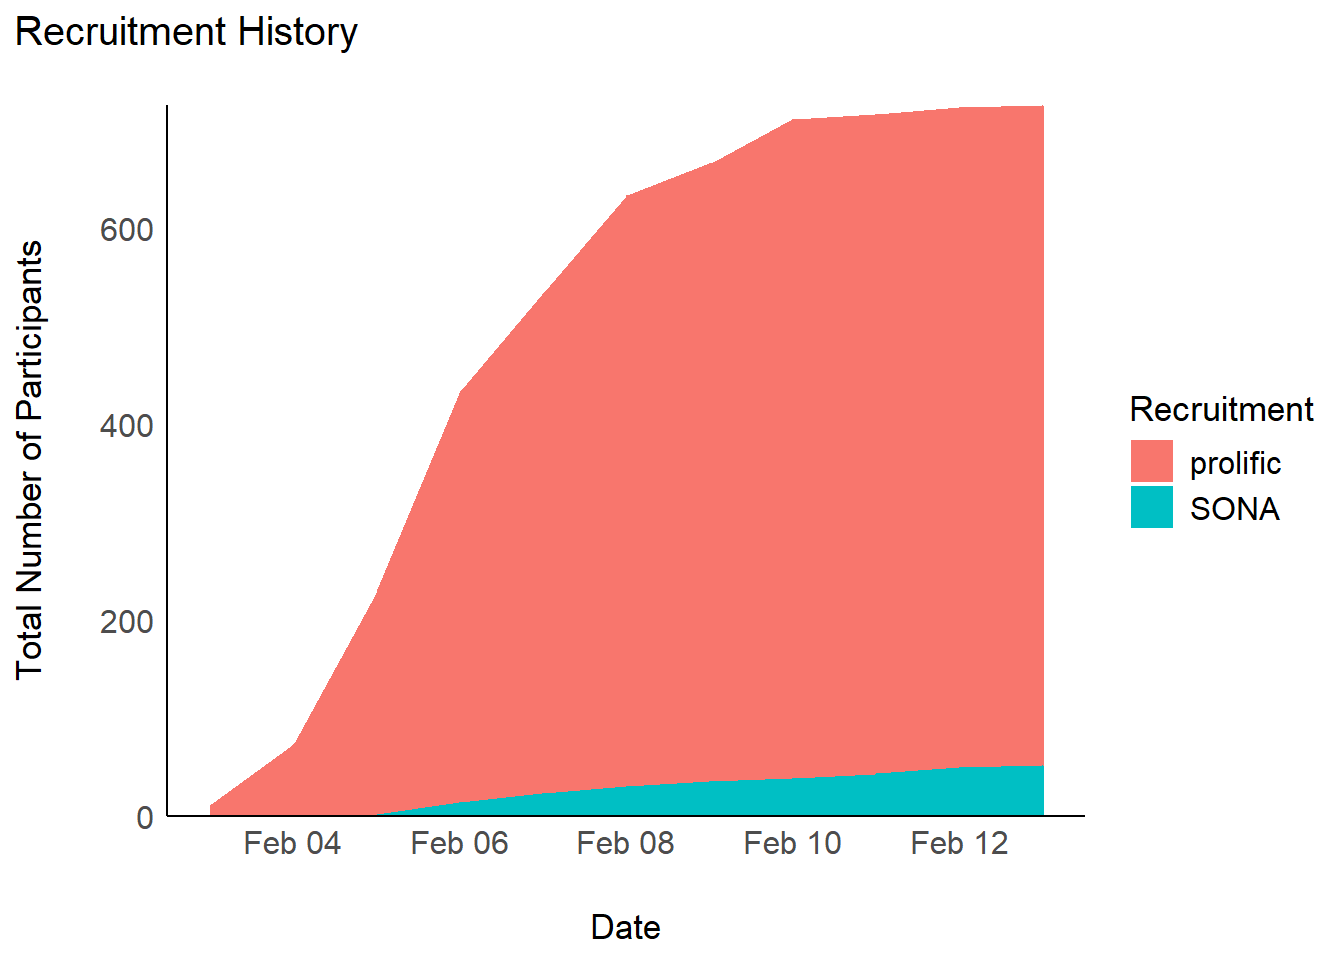 Recruitment History
Total Number of Participants
600
400
200
0
Feb 04
Feb 06
Feb 08
Feb 10
Feb 12
Date
Recruitment
prolific
SONA